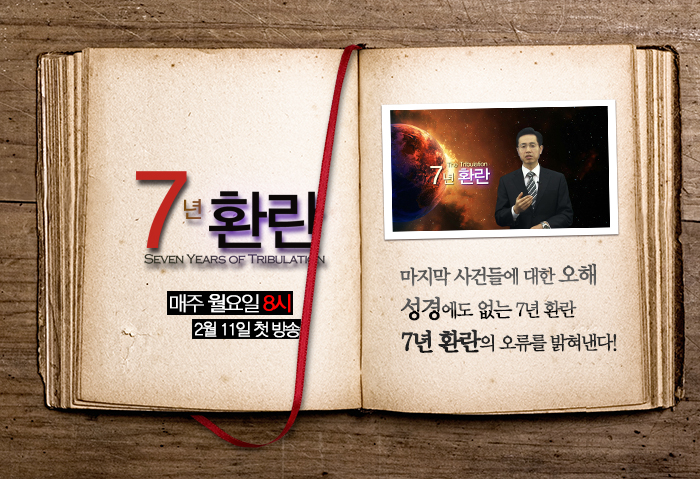 7년 환란
SEVEN YEARS OF TRIBULATION
매주 월요일 8시
2월 11일 첫 방송
The Tribulation
7년 환란
마지막 사건들에 대한 오해
성경에도 없는 7년 환란
7년 환란의 오류를 밝혀낸다!